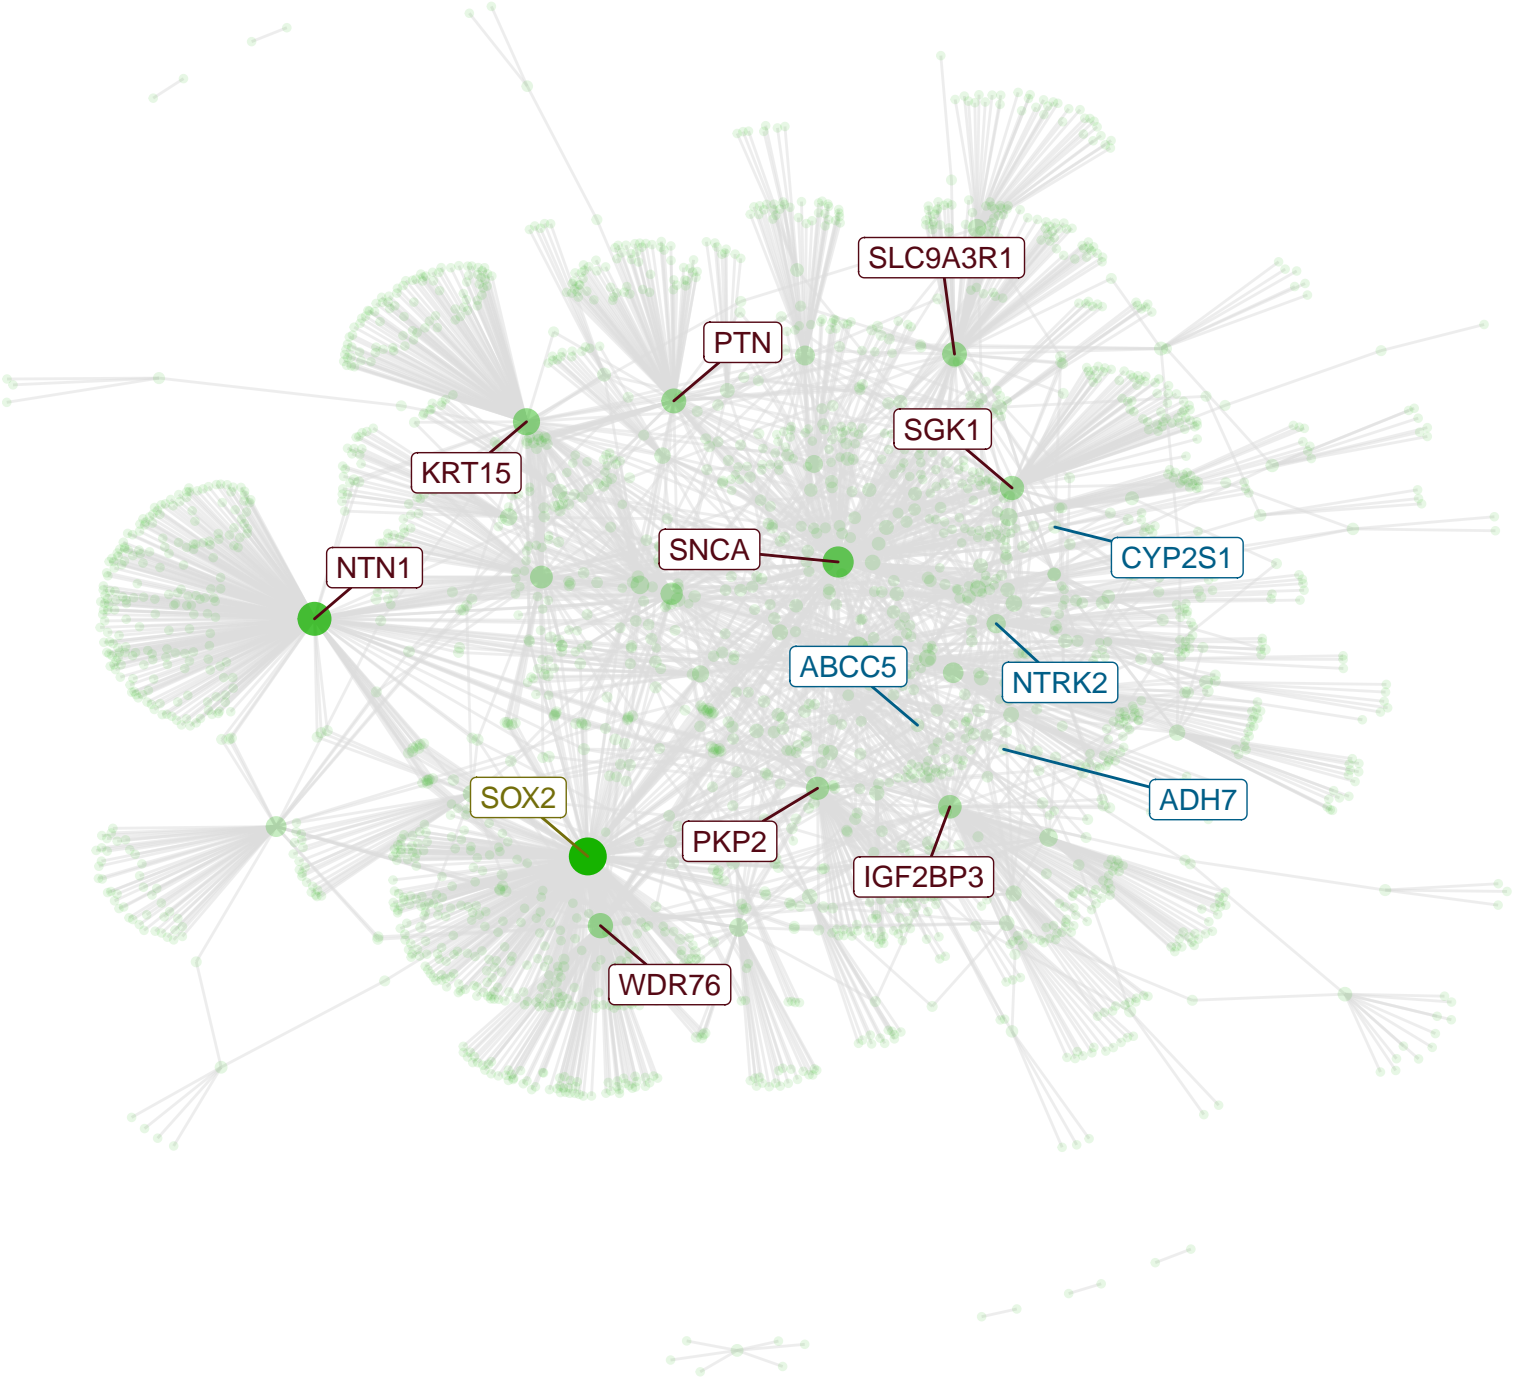 SLC9A3R1
PTN
SGK1
KRT15
SNCA
CYP2S1
NTN1
ABCC5
NTRK2
SOX2
ADH7
PKP2
IGF2BP3
WDR76